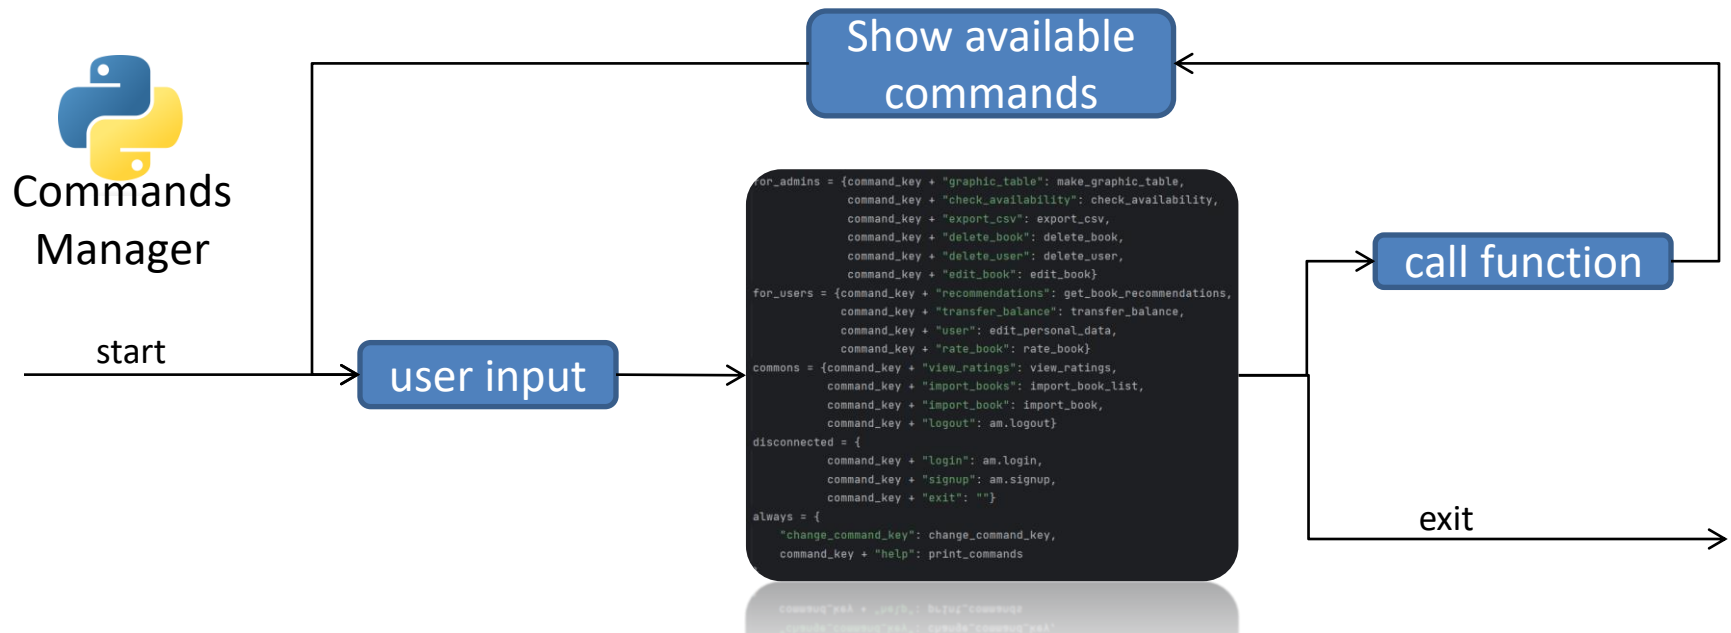 Show available
commands
Commands
Manager
start
user input
for_admins = {command_key + "graphic_table": make_graphic_table,
command_key + "check_availability": check_availability,
command_key + "export_csv": export_csv,
command_key + "delete_book": delete_book,
command_key + "delete_user": delete_user,
command_key + "edit_book": edit_book}
for_users = {command_key + "recommendations": get_book_recommendations,
command_key + "transfer_balance": transfer_balance,
command_key + "user": edit_personal_data,
command_key + "rate_book": rate_book}
commons = {command_key + "view_ratings": view_ratings,
command_key + "import_books": import_book_list,
command_key + "import_book": import_book,
command_key + "logout": am.logout}
disconnected = {
command_key + "login": am.login,
command_key + "signup": am.signup,
command_key + "exit": ""}
always = {
"change_command_key": change_command_key,
command_key + "help": print_commands
call function
exit